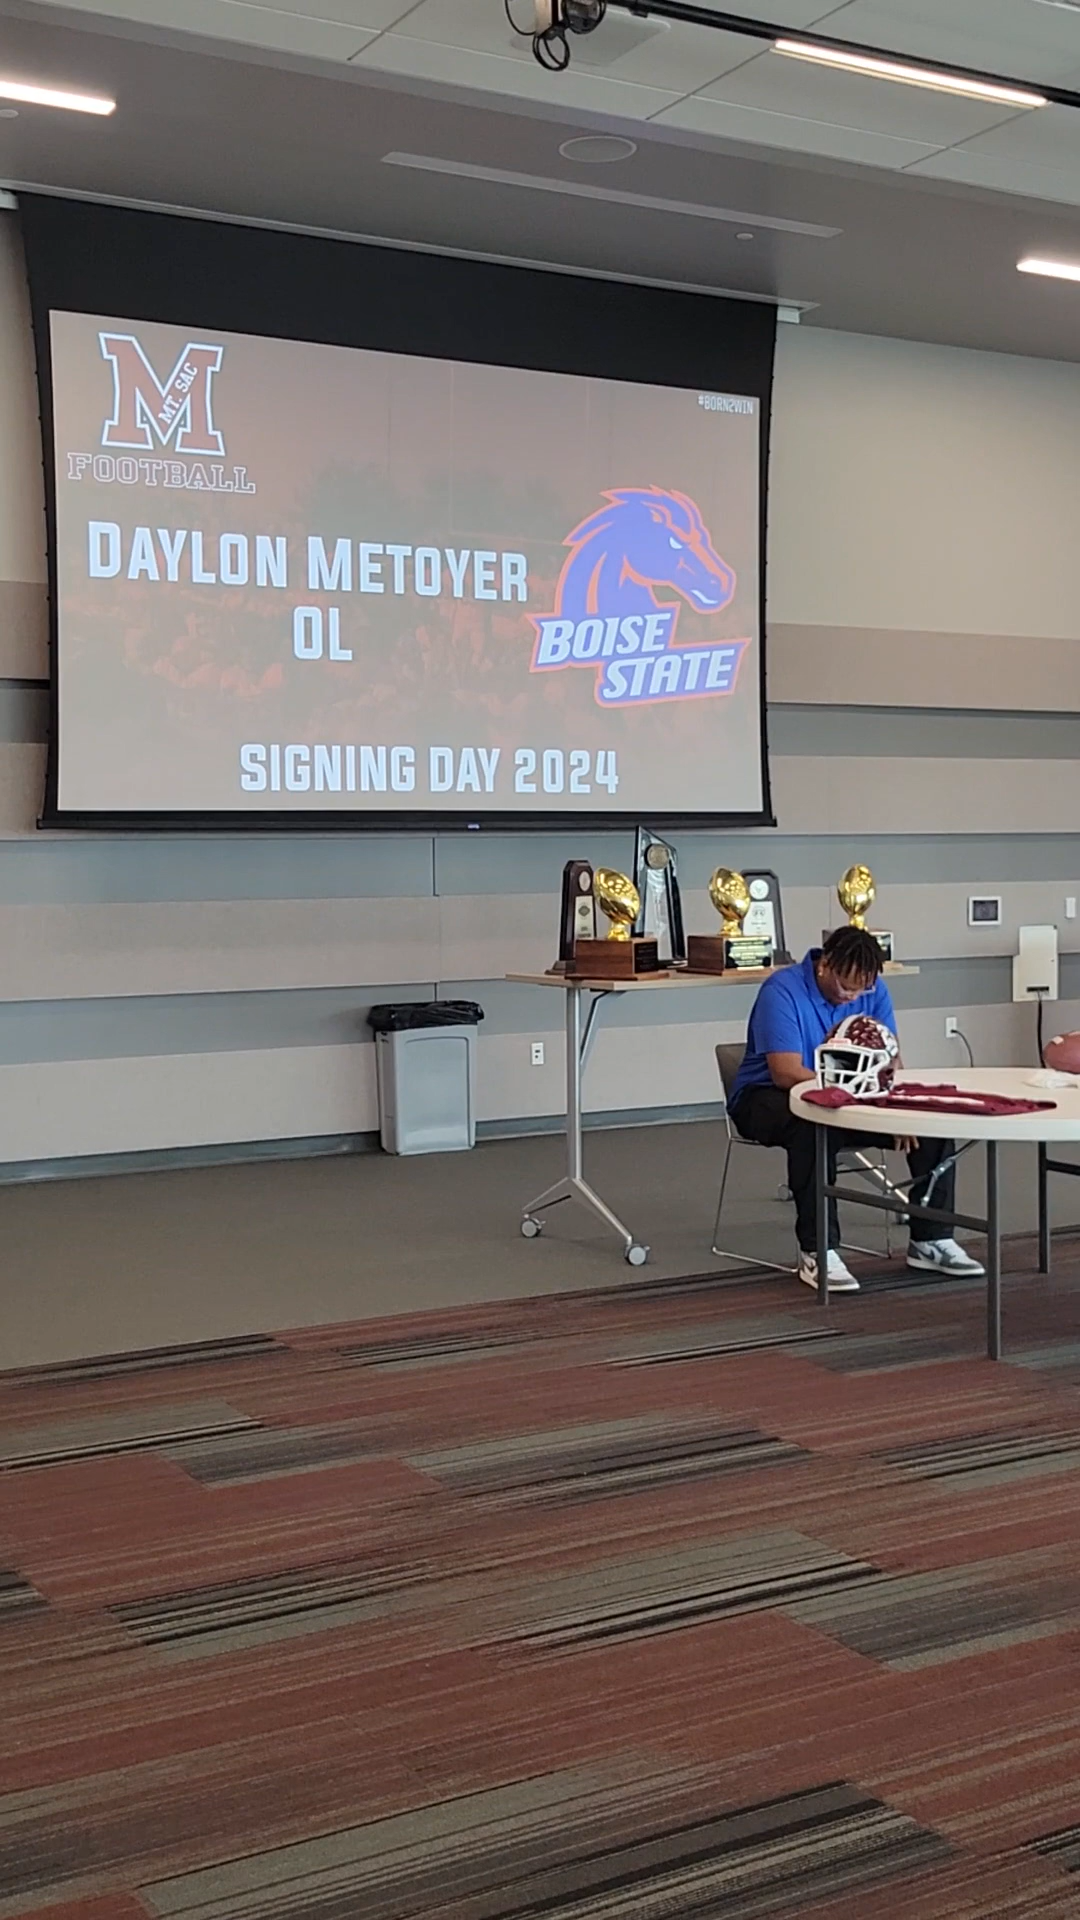 MT. SAC
FOOTBALL
#BORN2WIN
DAYLON METOYER
OL
BOISE
STATE
SIGNING DAY 2024